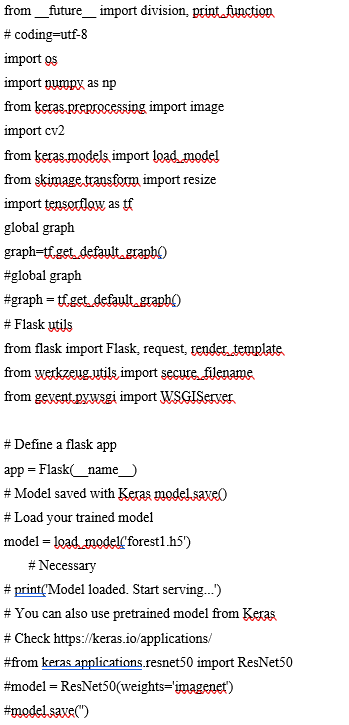 from __future__ import division, print_function
# coding=utf-8
import os
import numpy as np
from keras.preprocessing import image
import cv2
from keras.models import load_model
from skimage.transform import resize
import tensorflow as tf
global graph
graph=tf.get_default_graph()
#global graph
#graph = tf.get_default_graph()
# Flask utils
from flask import Flask, request, render_template
from werkzeug.utils import secure_filename
from gevent.pywsgi import WSGIServer
# Define a flask app
app = Flask(__name__)
# Model saved with Keras model.save()
# Load your trained model
model = load_model('forest1.h5')
# Necessary
# print('Model loaded. Start serving...')
# You can also use pretrained model from Keras
# Check https://keras.io/applications/
#from keras.applications.resnet50 import ResNet50
#model = ResNet50(weights='imagenet')
#model.save('')